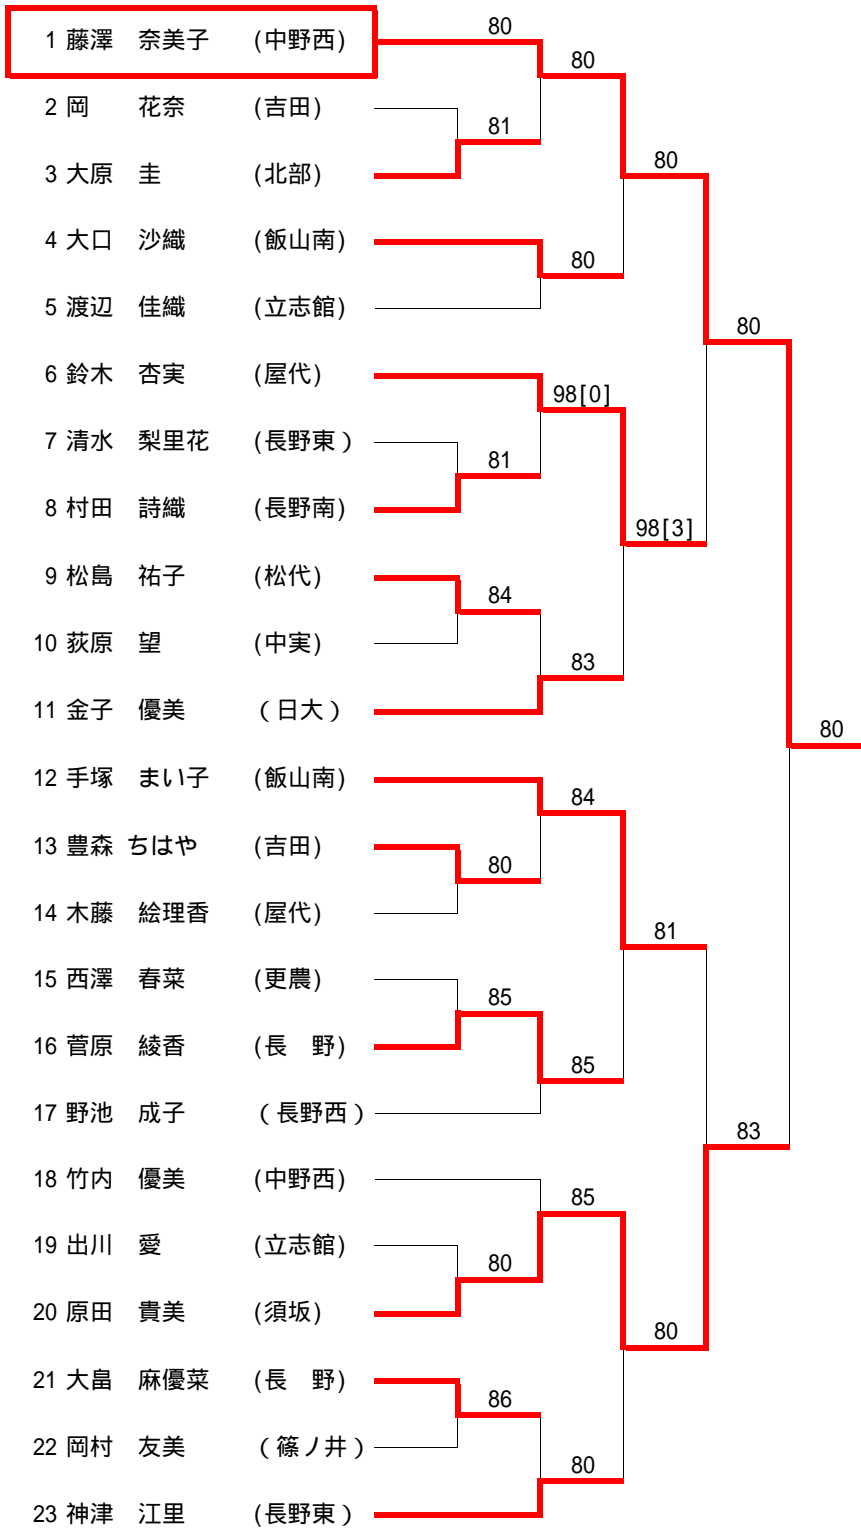 80
1 藤澤 奈美子 (中野西)
80
2 岡 花奈 (吉田)
81
80
3 大原 圭 (北部)
4 大口 沙織 (飯山南)
80
5 渡辺 佳織 (立志館)
80
6 鈴木 杏実 (屋代)
98[0]
7 清水 梨里花 (長野東)
81
8 村田 詩織 (長野南)
98[3]
9 松島 祐子 (松代)
84
10 荻原 望 (中実)
83
11 金子 優美 (日大)
80
12 手塚 まい子 (飯山南)
84
13 豊森 ちはや (吉田)
80
14 木藤 絵理香 (屋代)
81
15 西澤 春菜 (更農)
85
16 菅原 綾香 (長 野)
85
17 野池 成子 (長野西)
83
18 竹内 優美 (中野西)
85
19 出川 愛 (立志館)
80
20 原田 貴美 (須坂)
80
21 大畠 麻優菜 (長 野)
86
22 岡村 友美 (篠ノ井)
80
23 神津 江里 (長野東)